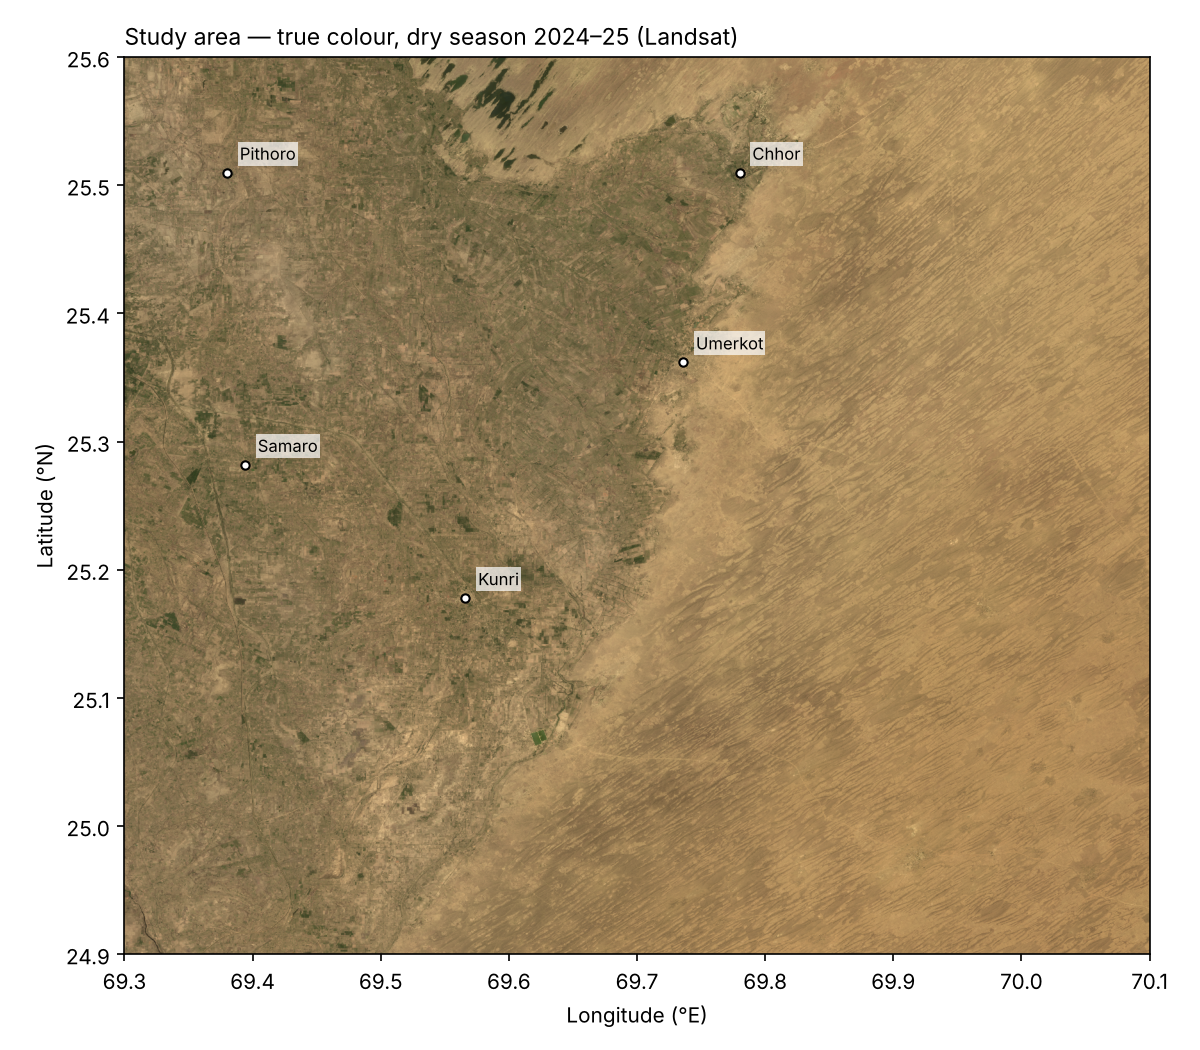 Study area — true colour, dry season 2024–25 (Landsat)
25.6
25.5
25.4
25.3
25.2
25.1
25.0
24.9
Latitude (°N)
Pithoro
Chhor
Umerkot
Samaro
Kunri
69.3 69.4 69.5 69.6 69.7 69.8 69.9 70.0 70.1
Longitude (°E)